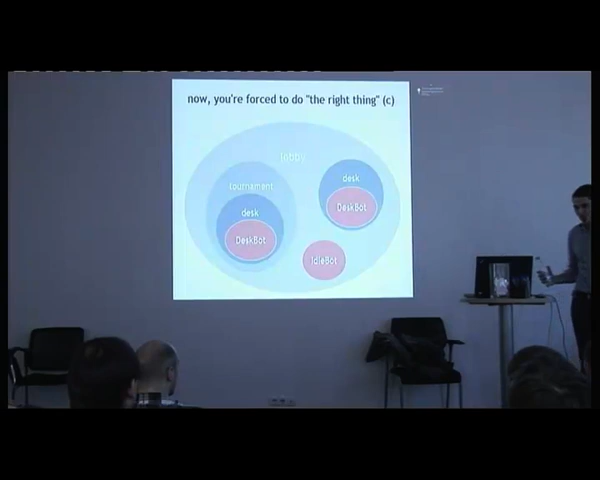 now, you're forced to do "the right thing" (c)
lobby
tournament
desk
desk
DeskBot
DeskBot
IdleBot